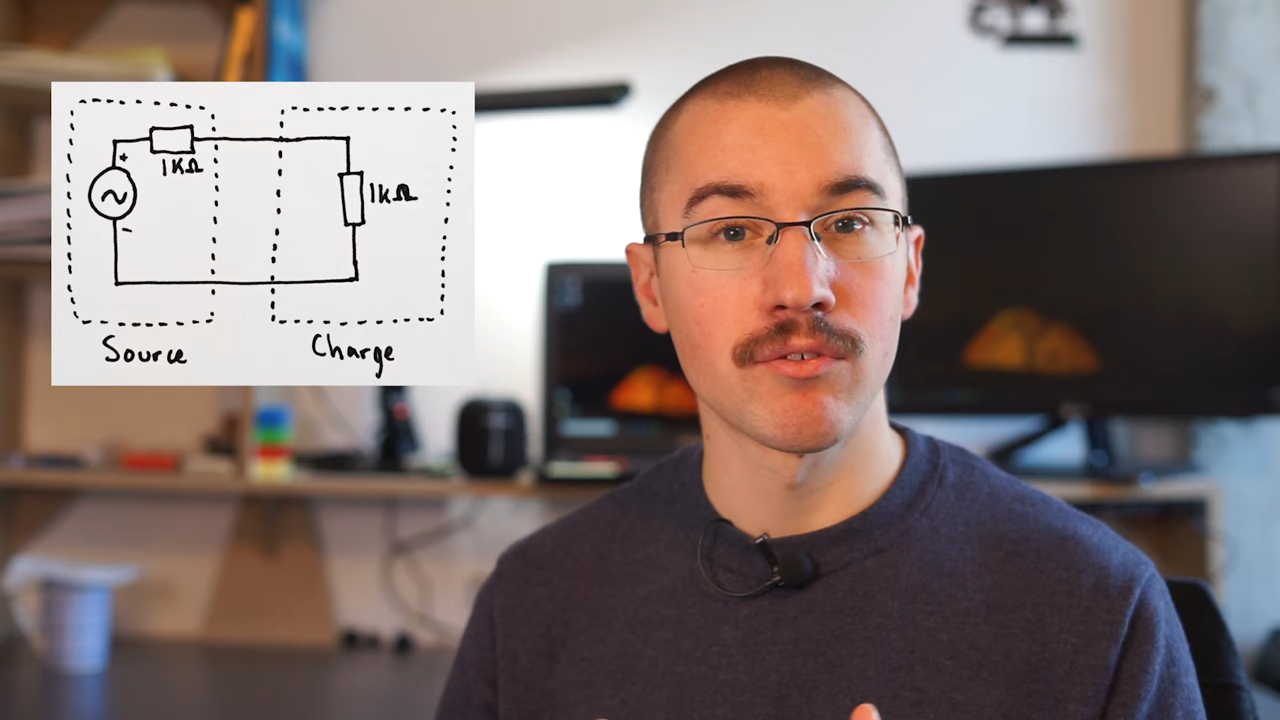 +
1KΩ
1KΩ
-
Source
Charge